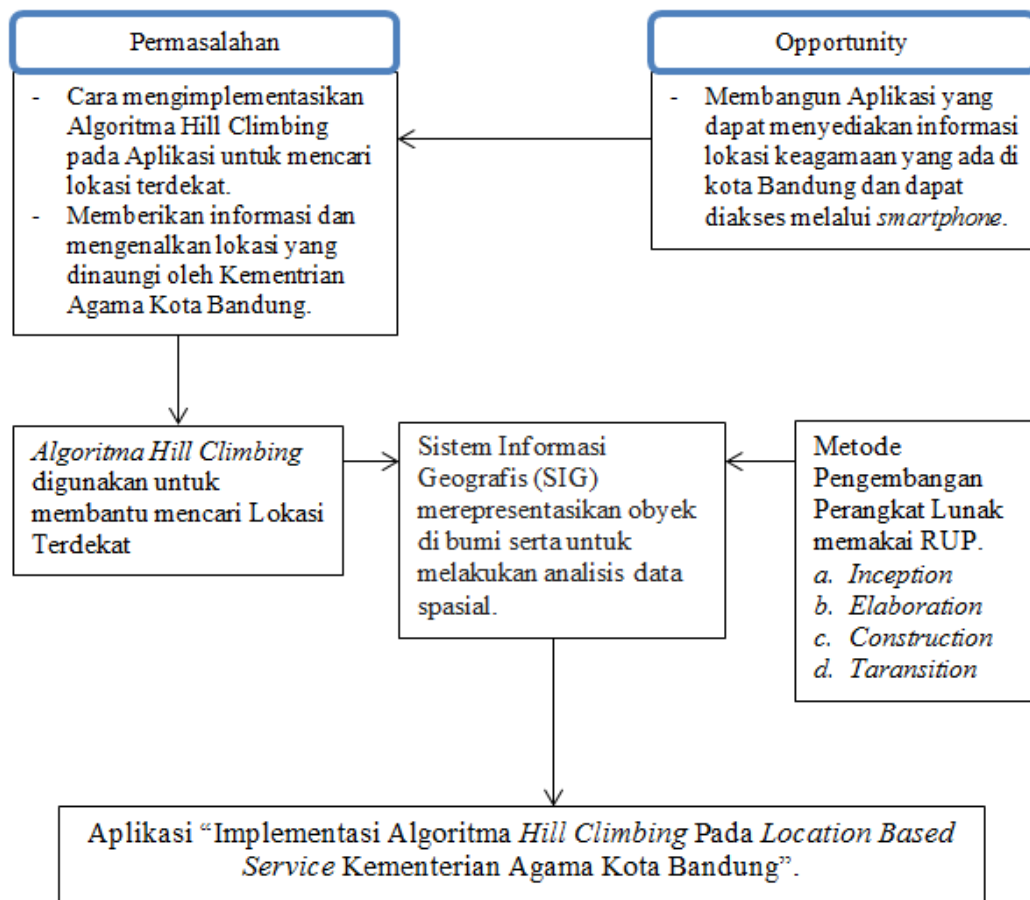 Permasalahan
- Cara mengimplementasikan
Algoritma Hill Climbing
pada Aplikasi untuk mencari
lokasi terdekat.
- Memberikan informasi dan
mengenalkan lokasi yang
dinaungi oleh Kementrian
Agama Kota Bandung.
Opportunity
- Membangun Aplikasi yang
dapat menyediakan informasi
lokasi keagamaan yang ada di
kota Bandung dan dapat
diakses melalui smartphone.
Algoritma Hill Climbing
digunakan untuk
membantu mencari Lokasi
Terdekat
Sistem Informasi
Geografis (SIG)
merepresentasikan obyek
di bumi serta untuk
melakukan analisis data
spasial.
Metode
Pengembangan
Perangkat Lunak
memakai RUP.
a. Inception
b. Elaboration
c. Construction
d. Taransition
Aplikasi “Implementasi Algoritma Hill Climbing Pada Location Based
Service Kementerian Agama Kota Bandung”.